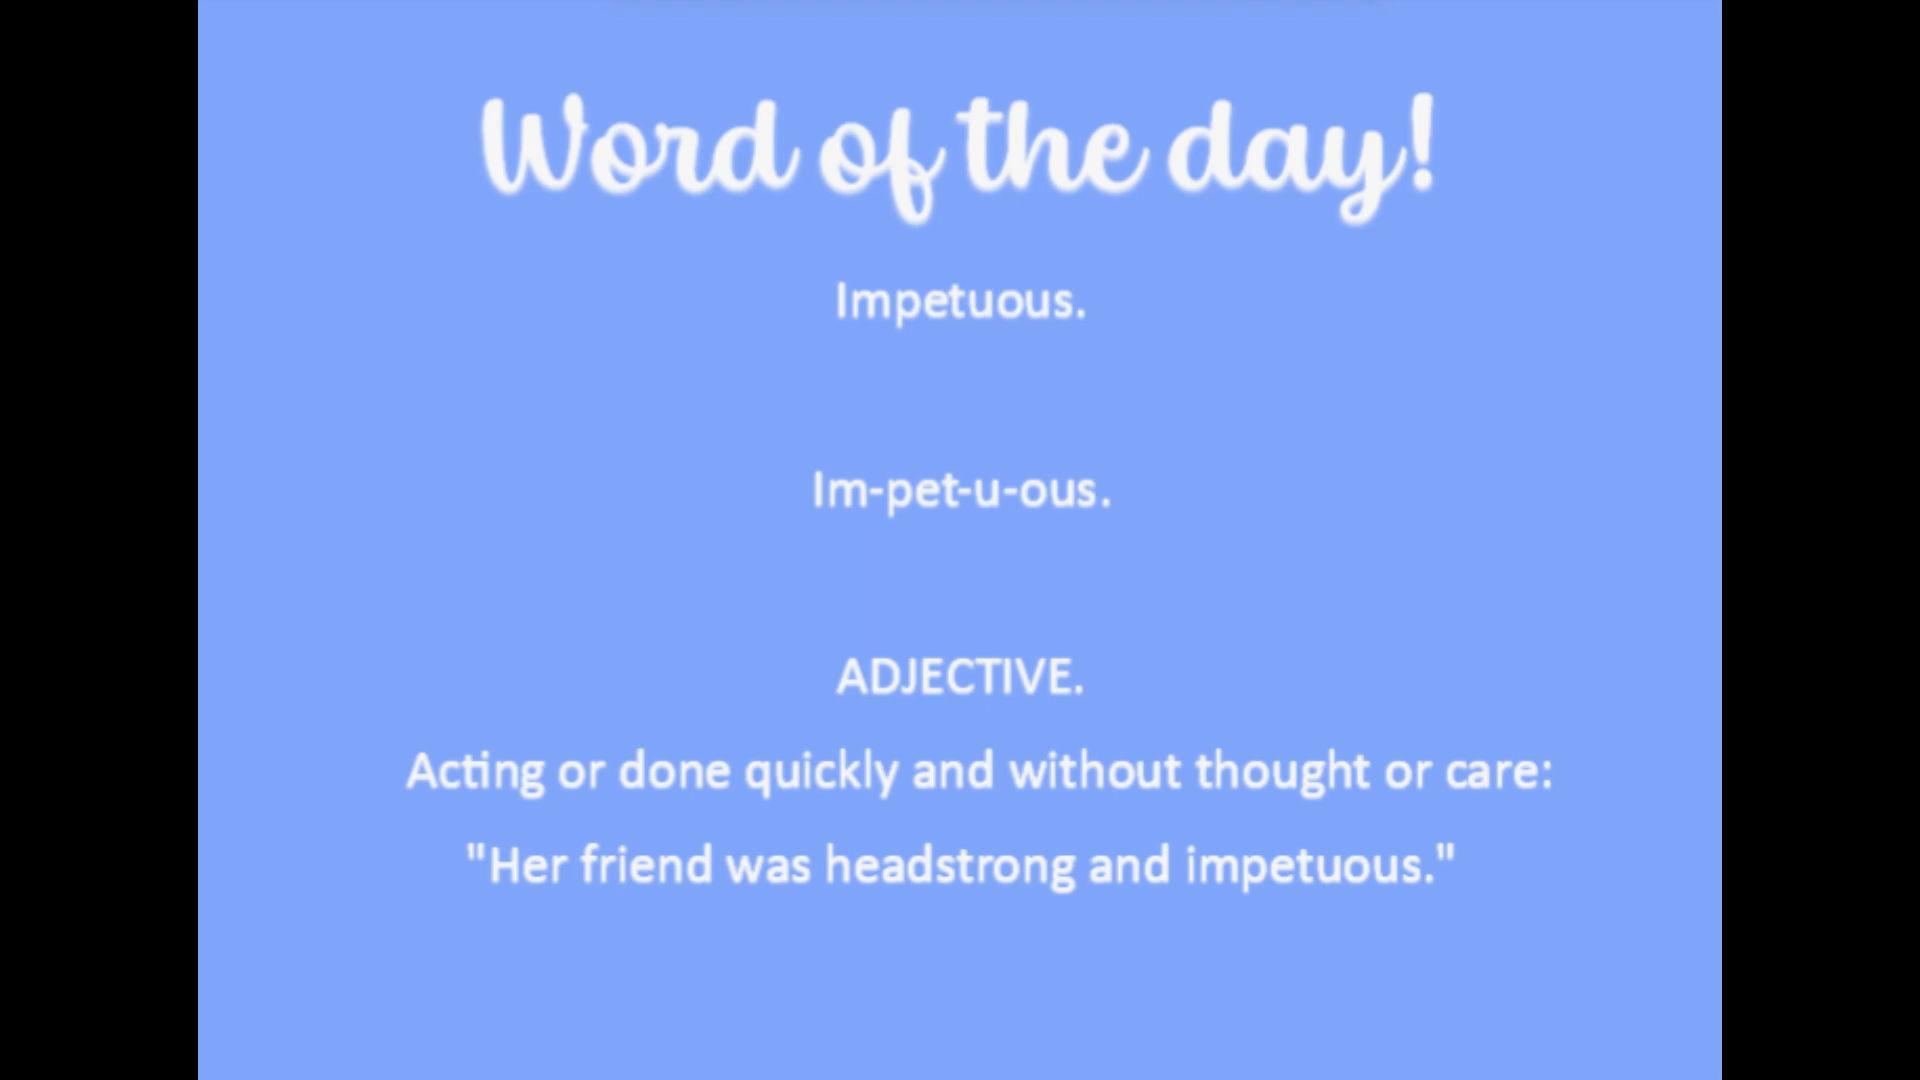 Word of the day!
Impetuous.
Im-pet-u-ous.
ADJECTIVE.
Acting or done quickly and without thought or care:
"Her friend was headstrong and impetuous."